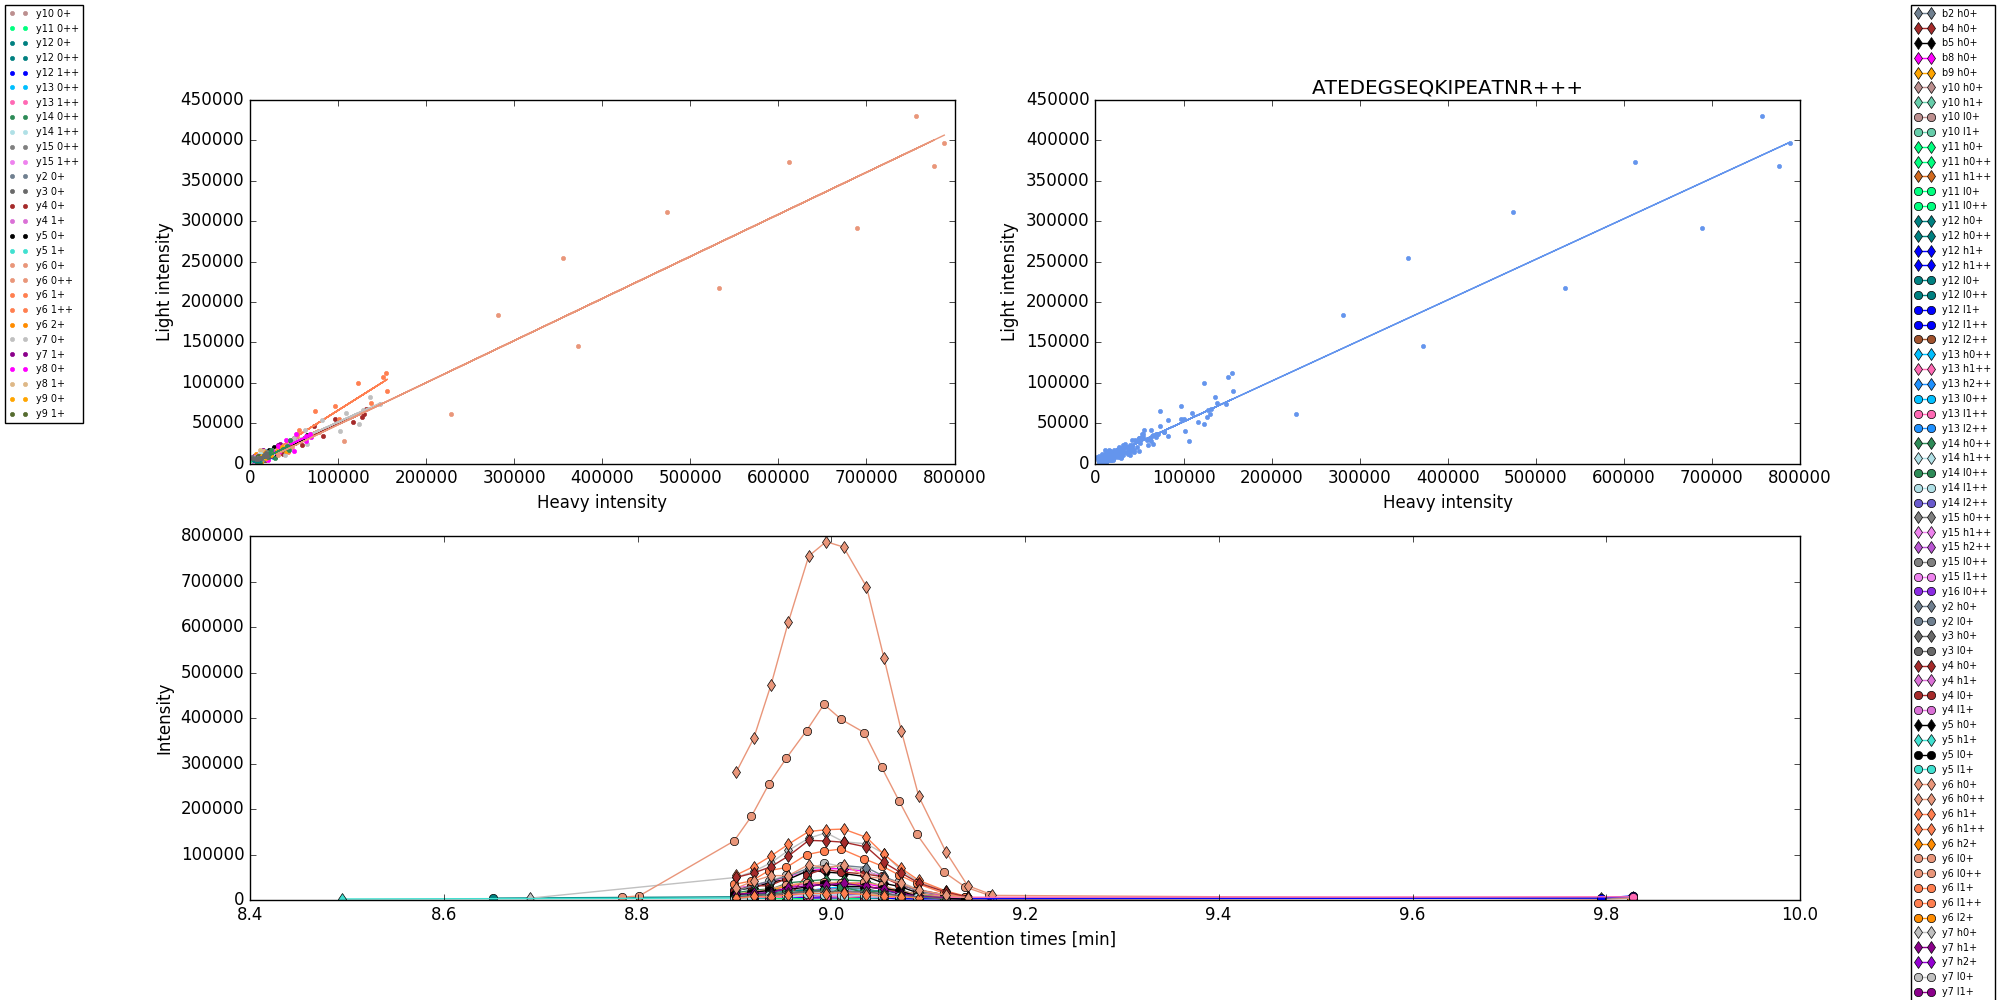 y10 0+
y11 0++
y12 0+
y12 0++
y12 1++
y13 0++
y13 1++
y14 0++
y14 1++
y15 0++
y15 1++
y2 0+
y3 0+
y4 0+
y4 1+
y5 0+
y5 1+
y6 0+
y6 0++
y6 1+
y6 1++
y6 2+
y7 0+
y7 1+
y8 0+
y8 1+
y9 0+
y9 1+
450000
400000
350000
300000
250000
200000
150000
100000
50000
0
Light intensity
0 100000 200000 300000 400000 500000 600000 700000 800000
Heavy intensity
ATEDEGSEQKIPEATNR+++
450000
400000
350000
300000
250000
200000
150000
100000
50000
0
Light intensity
0 100000 200000 300000 400000 500000 600000 700000 800000
Heavy intensity
800000
700000
600000
500000
400000
300000
200000
100000
0
Intensity
8.4 8.6 8.8 9.0 9.2 9.4 9.6 9.8 10.0
Retention times [min]
b2 h0+
b4 h0+
b5 h0+
b8 h0+
b9 h0+
y10 h0+
y10 h1+
y10 l0+
y10 l1+
y11 h0+
y11 h0++
y11 h1++
y11 l0+
y11 l0++
y12 h0+
y12 h0++
y12 h1+
y12 h1++
y12 l0+
y12 l0++
y12 l1+
y12 l1++
y12 l2++
y13 h0++
y13 h1++
y13 h2++
y13 l0++
y13 l1++
y13 l2++
y14 h0++
y14 h1++
y14 l0++
y14 l1++
y14 l2++
y15 h0++
y15 h1++
y15 h2++
y15 l0++
y15 l1++
y16 l0++
y2 h0+
y2 l0+
y3 h0+
y3 l0+
y4 h0+
y4 h1+
y4 l0+
y4 l1+
y5 h0+
y5 h1+
y5 l0+
y5 l1+
y6 h0+
y6 h0++
y6 h1+
y6 h1++
y6 h2+
y6 l0+
y6 l0++
y6 l1+
y6 l1++
y6 l2+
y7 h0+
y7 h1+
y7 h2+
y7 l0+
y7 l1+